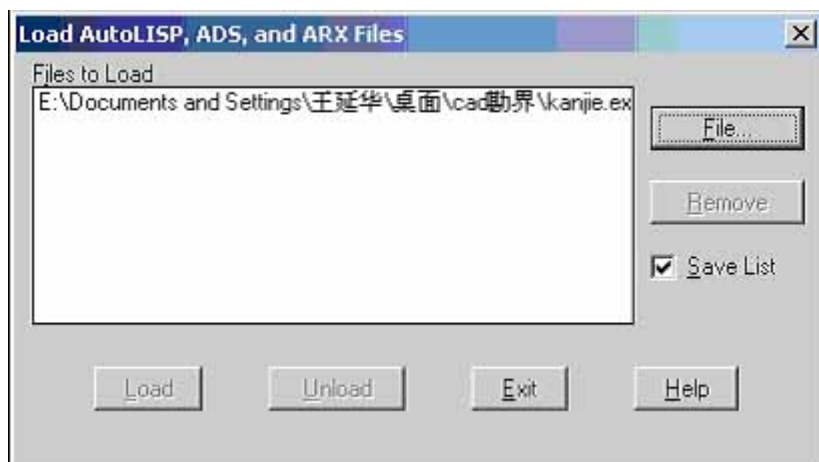 Load AutoLISP, ADS, and ARX Files
Files to Load
E:\Documents and Settings\王延华\桌面\cad勘界\kanjie.ex
File...
Remove
Save List
Load
Unload
Exit
Help